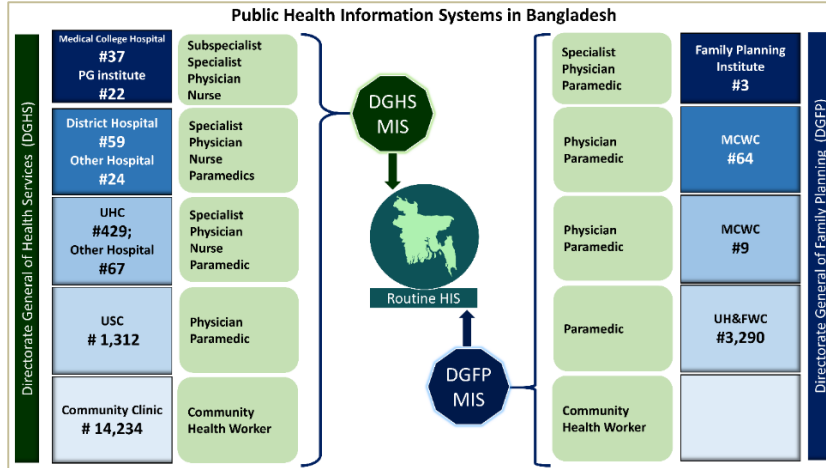 Public Health Information Systems in Bangladesh
Directorate General of Health Services (DGHS)
Medical College Hospital
#37
PG institute
#22
Subspecialist
Specialist
Physician
Nurse
District Hospital
#59
Other Hospital
#24
Specialist
Physician
Nurse
Paramedics
UHC
#429;
Other Hospital
#67
Specialist
Physician
Nurse
Paramedic
USC
# 1,312
Physician
Paramedic
Community Clinic
# 14,234
Community
Health Worker
DGHS
MIS
Routine HIS
DGFP
MIS
Specialist
Physician
Paramedic
Family Planning
Institute
#3
Physician
Paramedic
MCWC
#64
Physician
Paramedic
MCWC
#9
Paramedic
UH&FWC
#3,290
Community
Health Worker
Directorate General of Family Planning (DGFP)